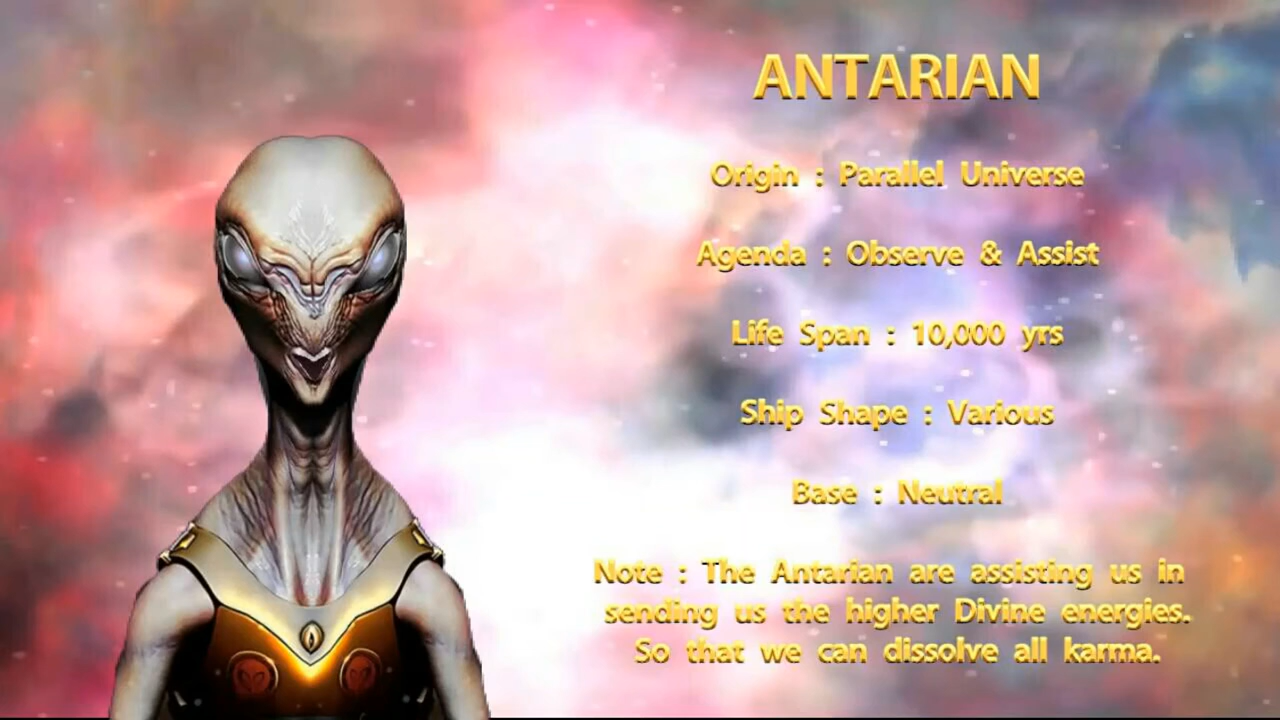 ANTARIAN
Origin : Parallel Universe
Agenda : Observe & Assist
Life Span : 10,000 yrs
Ship Shape : Various
Base : Neutral
Note : The Antarian are assisting us in
sending us the higher Divine energies.
So that we can dissolve all karma.